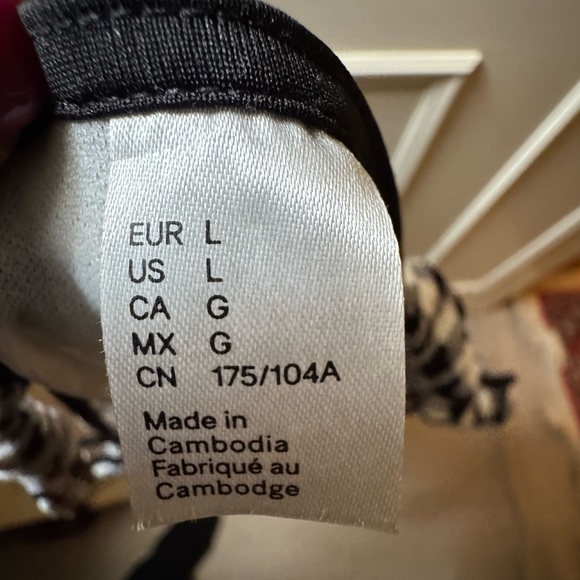 EUR L
US L
CA G
MX G
CN 175/104A
Made in
Cambodia
Fabriqué au
Cambodge